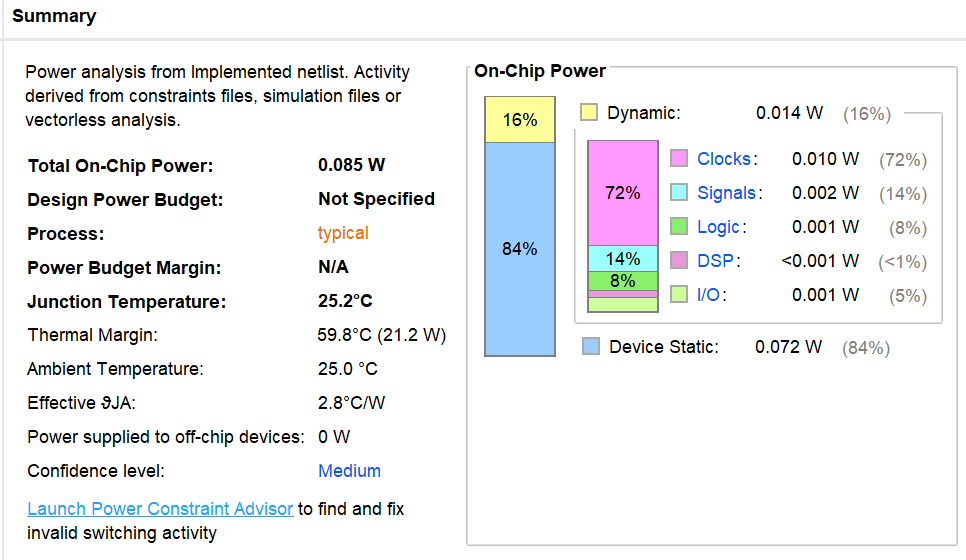 Summary
Power analysis from Implemented netlist. Activity
derived from constraints files, simulation files or
vectorless analysis.
Total On-Chip Power: 0.085 W
Design Power Budget: Not Specified
Process: typical
Power Budget Margin: N/A
Junction Temperature: 25.2°C
Thermal Margin: 59.8°C (21.2 W)
Ambient Temperature: 25.0 °C
Effective ϑJA: 2.8°C/W
Power supplied to off-chip devices: 0 W
Confidence level: Medium
Launch Power Constraint Advisor to find and fix
invalid switching activity
On-Chip Power
16%
84%
Dynamic: 0.014 W (16%)
72%
14%
8%
Clocks: 0.010 W (72%)
Signals: 0.002 W (14%)
Logic: 0.001 W (8%)
DSP: <0.001 W (<1%)
I/O: 0.001 W (5%)
Device Static: 0.072 W (84%)